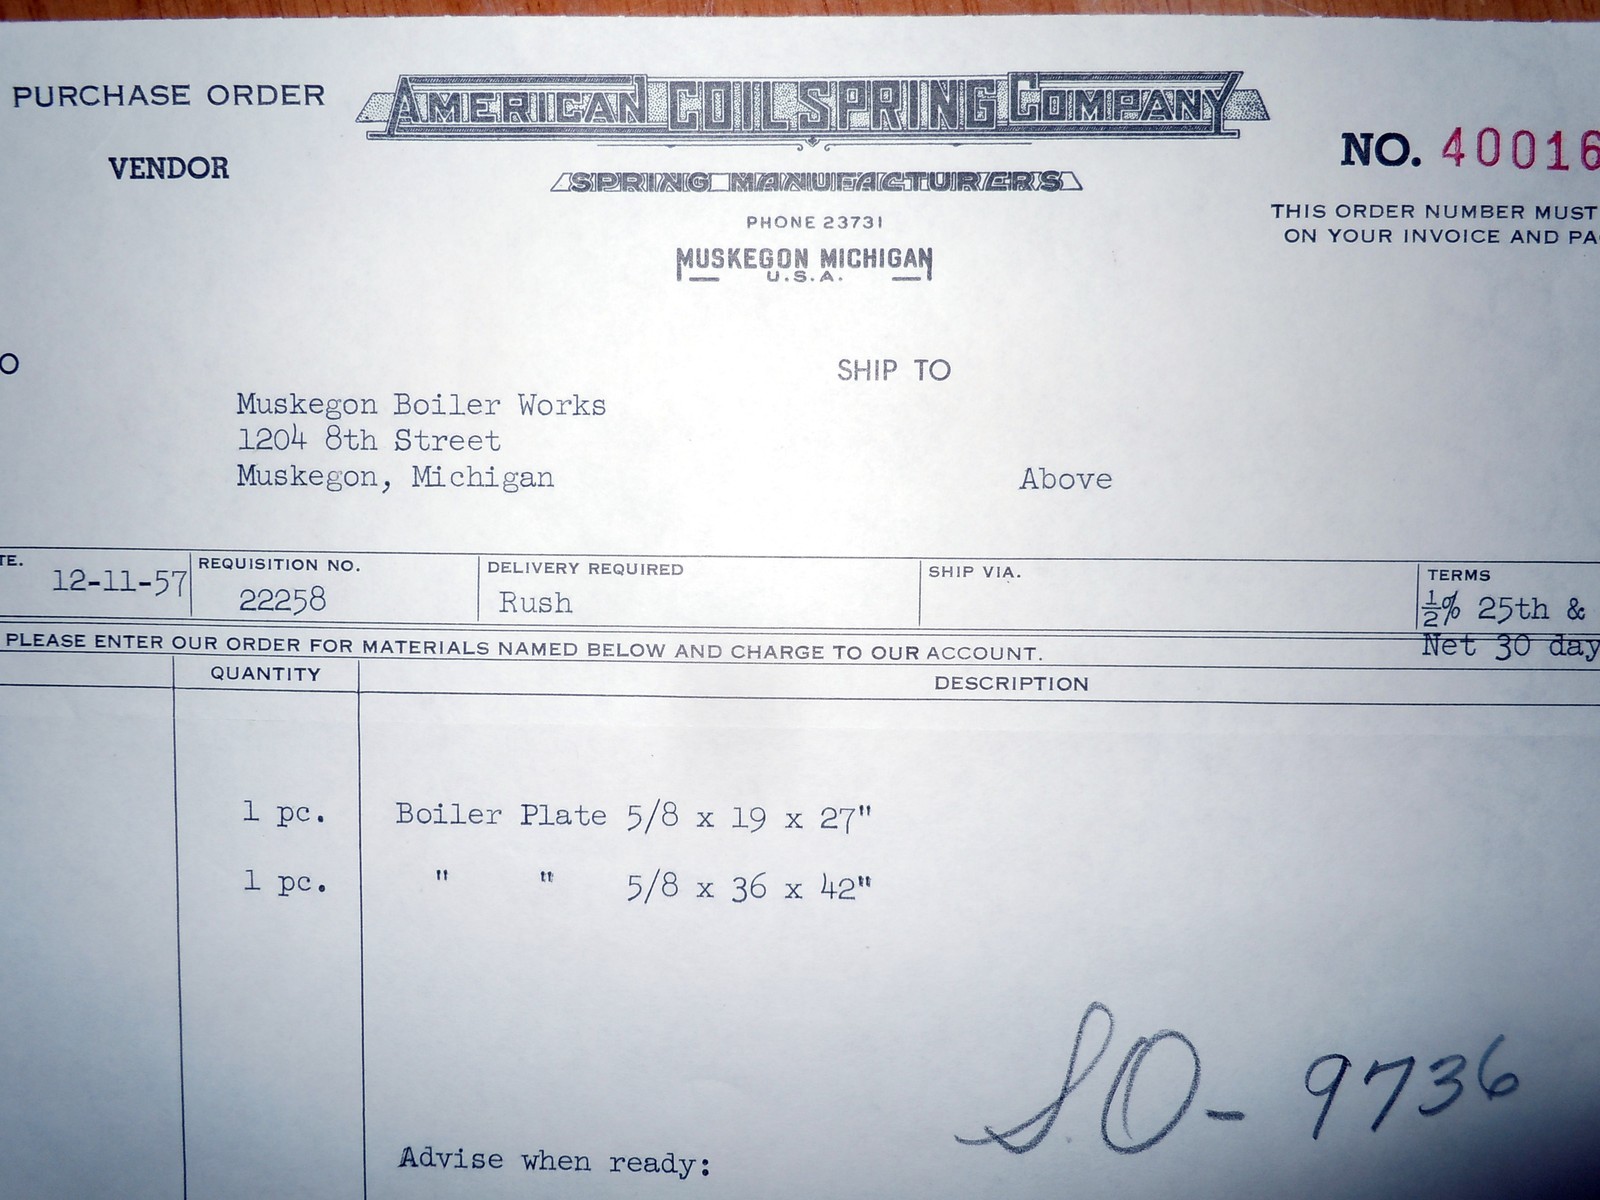 PURCHASE ORDER
AMERICAN COIL SPRING COMPANY
VENDOR
SPRING MANUFACTURERS
NO. 40016
PHONE 23731
THIS ORDER NUMBER MUST
ON YOUR INVOICE AND
MUSKEGON MICHIGAN
U.S.A.
SHIP TO
Muskegon Boiler Works
1204 8th Street
Muskegon, Michigan
Above
12-11-57
REQUISITION NO.
22258
DELIVERY REQUIRED
Rush
SHIP VIA.
TERMS
½% 25th &
Net 30 day
PLEASE ENTER OUR ORDER FOR MATERIALS NAMED BELOW AND CHARGE TO OUR ACCOUNT.
QUANTITY DESCRIPTION
1 pc. Boiler Plate 5/8 x 19 x 27"
1 pc. " " 5/8 x 36 x 42"
SO- 9736
Advise when ready: